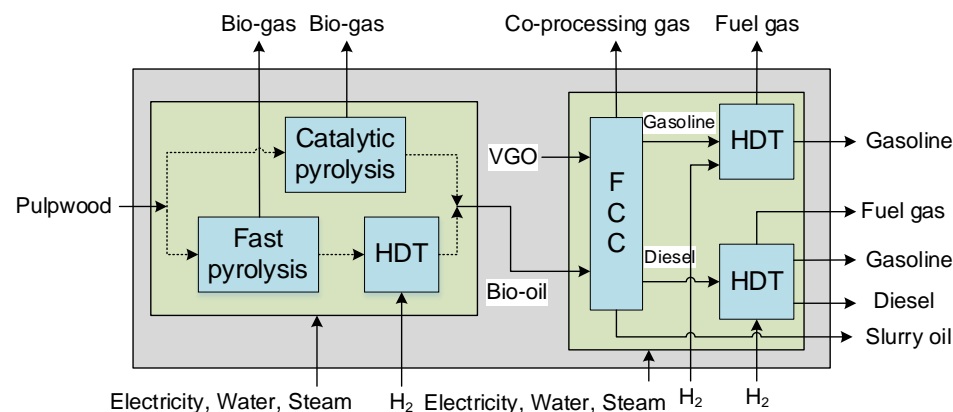 Bio-gas
Bio-gas
Co-processing gas
Fuel gas
Catalytic
pyrolysis
Pulpwood
Fast
pyrolysis
HDT
VGO
Bio-oil
F
C
C
Gasoline
HDT
Gasoline
Fuel gas
Diesel
HDT
Gasoline
Diesel
Slurry oil
Electricity, Water, Steam
H₂
Electricity, Water, Steam
H₂
H₂